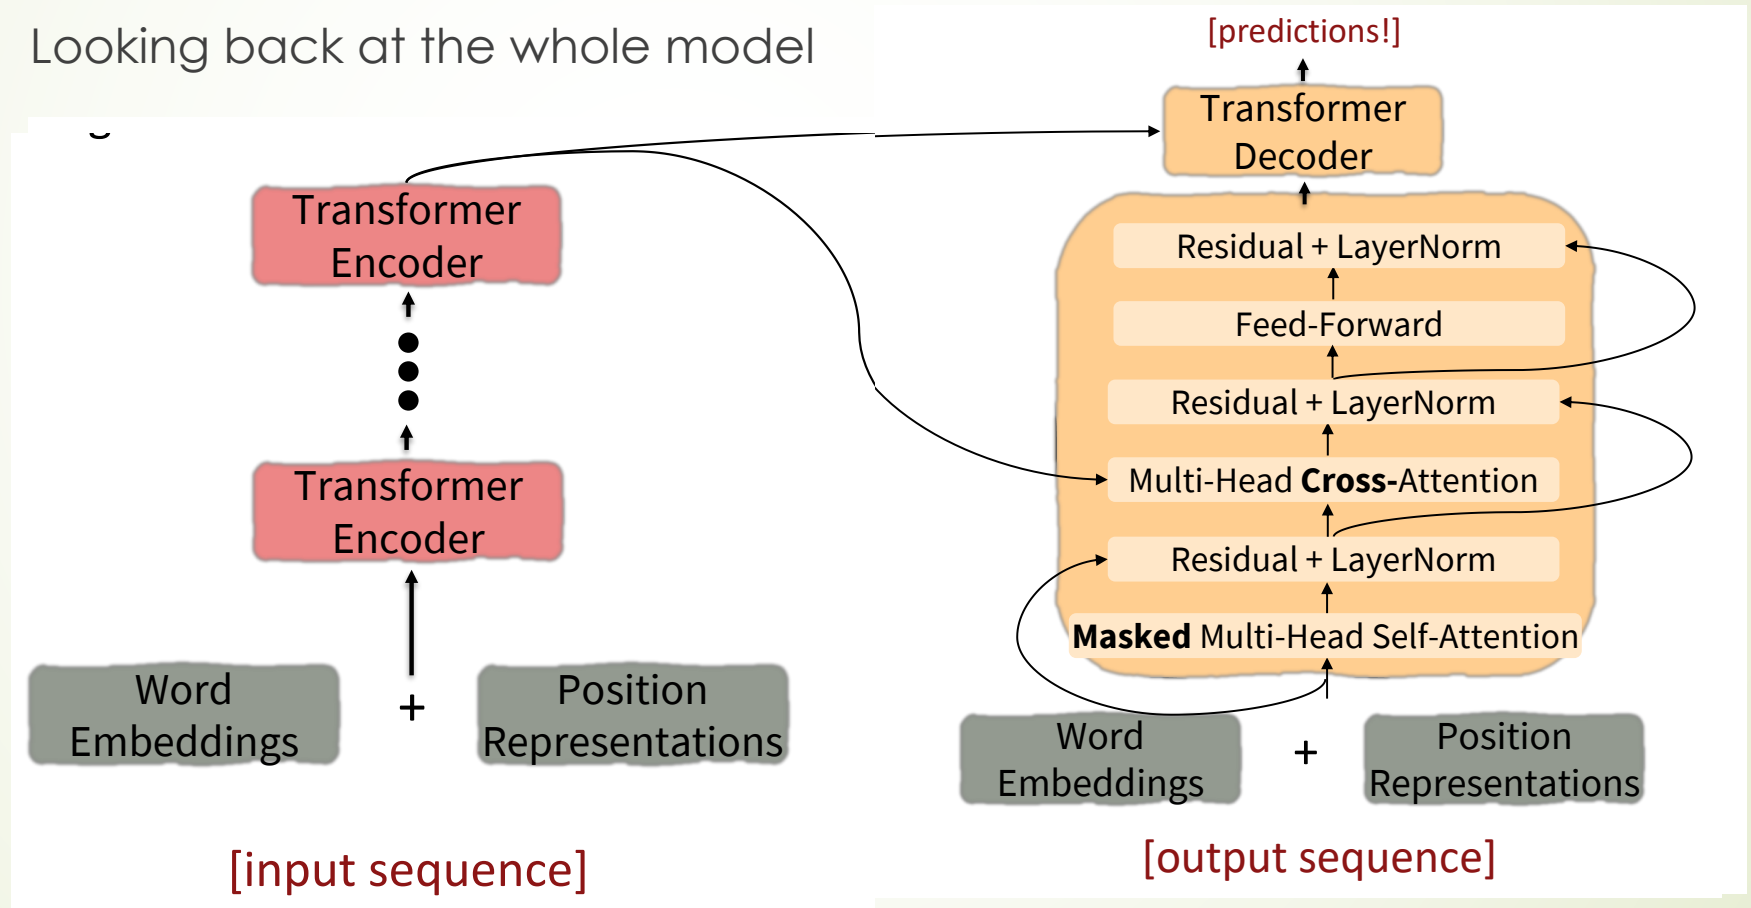 Looking back at the whole model
[predictions!]
Transformer
Decoder
Transformer
Encoder
Transformer
Encoder
Word
Embeddings
+
Position
Representations
[input sequence]
Residual + LayerNorm
Feed-Forward
Residual + LayerNorm
Multi-Head Cross-Attention
Residual + LayerNorm
Masked Multi-Head Self-Attention
Word
Embeddings
+
Position
Representations
[output sequence]